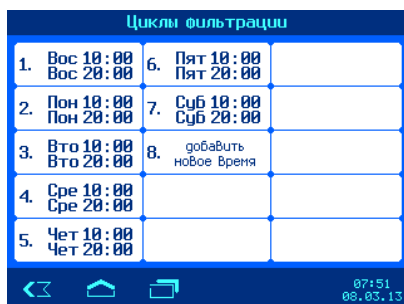 Циклы фильтрации
1. Вос 10:00
Вос 20:00
2. Пон 10:00
Пон 20:00
3. Вто 10:00
Вто 20:00
4. Сре 10:00
Сре 20:00
5. Чет 10:00
Чет 20:00
6. Пят 10:00
Пят 20:00
7. Суб 10:00
Суб 20:00
8. добавить
новое время
07:51
08.03.13